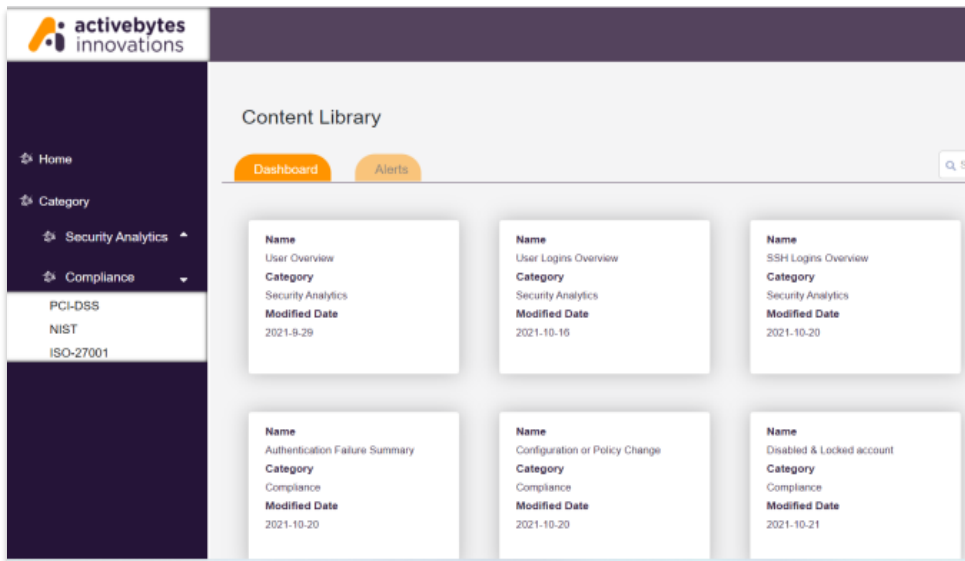 activebytes
innovations
Home
Category
Security Analytics
Compliance
PCI-DSS
NIST
ISO-27001
Content Library
Dashboard
Alerts
Name
User Overview
Category
Security Analytics
Modified Date
2021-9-29
Name
User Logins Overview
Category
Security Analytics
Modified Date
2021-10-16
Name
SSH Logins Overview
Category
Security Analytics
Modified Date
2021-10-20
Name
Authentication Failure Summary
Category
Compliance
Modified Date
2021-10-20
Name
Configuration or Policy Change
Category
Compliance
Modified Date
2021-10-20
Name
Disabled & Locked account
Category
Compliance
Modified Date
2021-10-21